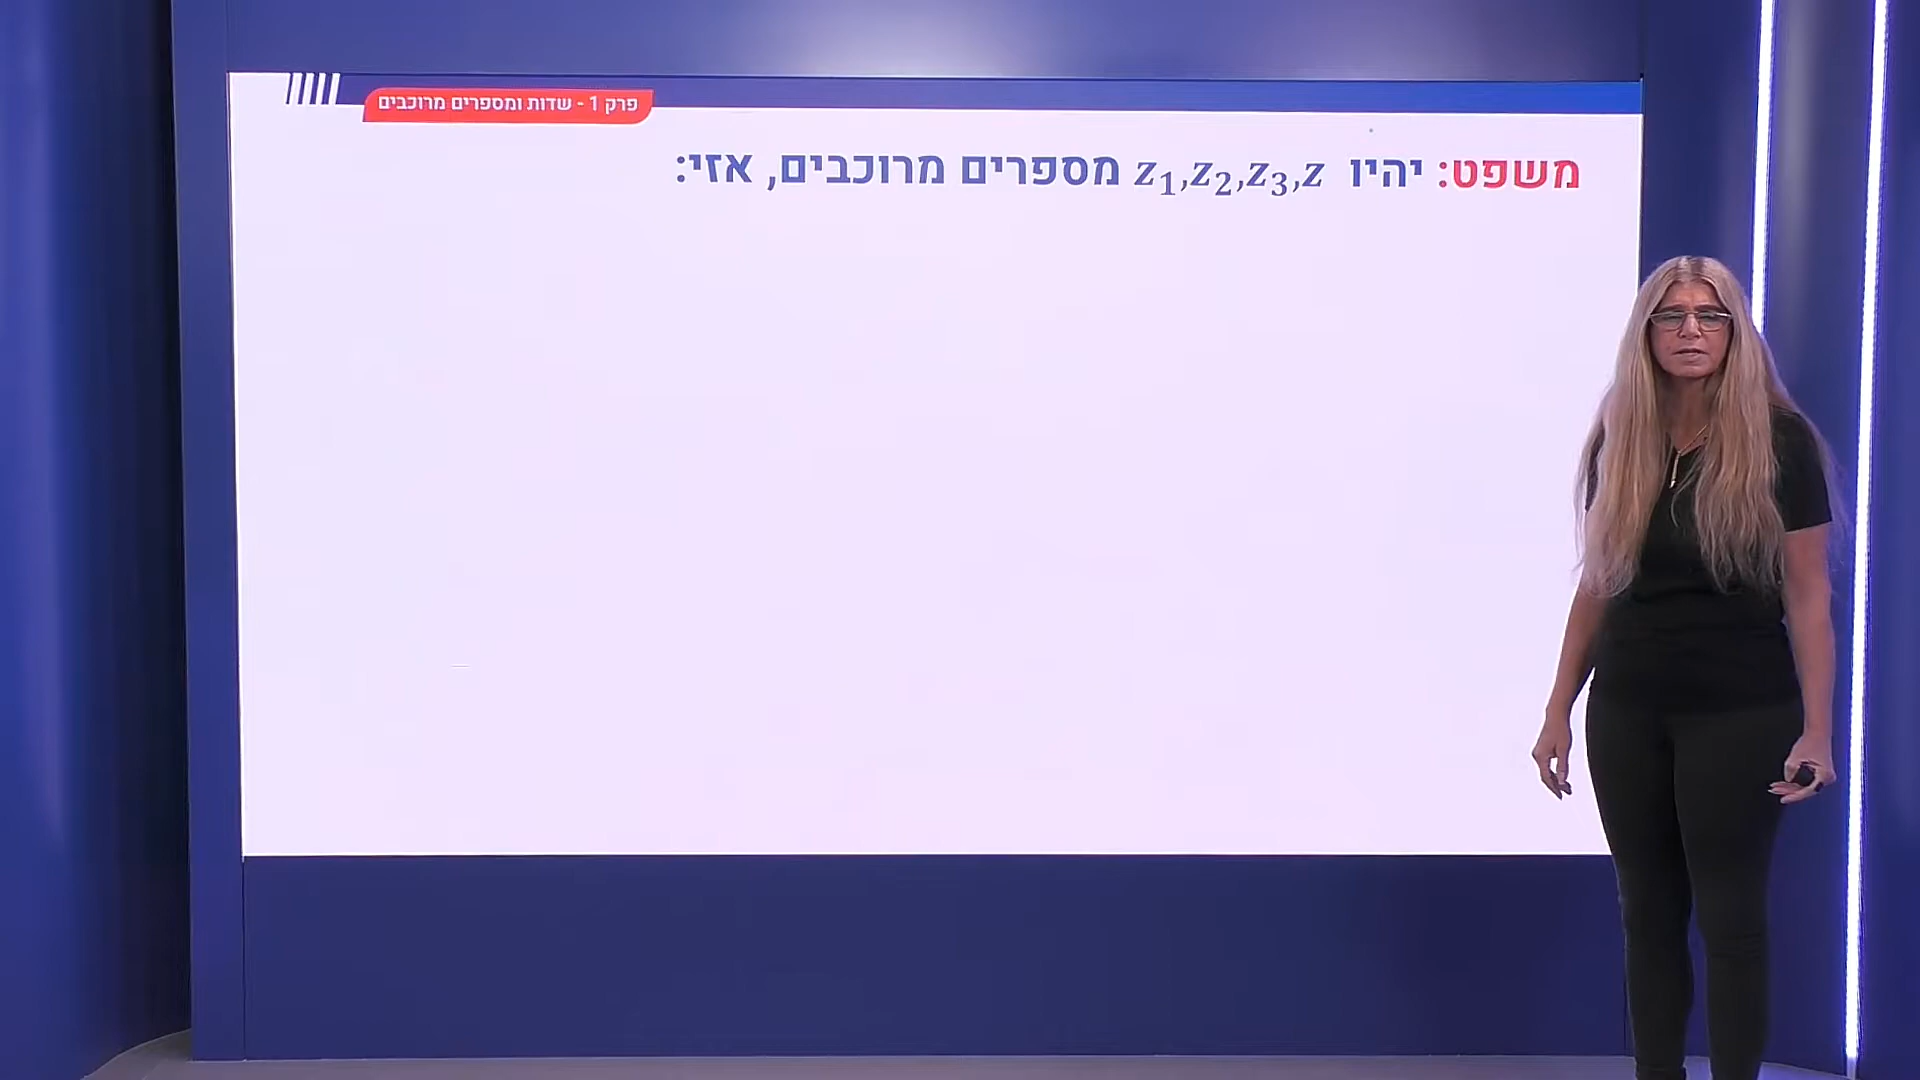 פרק 1 - שדות ומספרים מרוכבים
משפט: יהיו z₁,z₂,z₃,z מספרים מרוכבים, אזי: